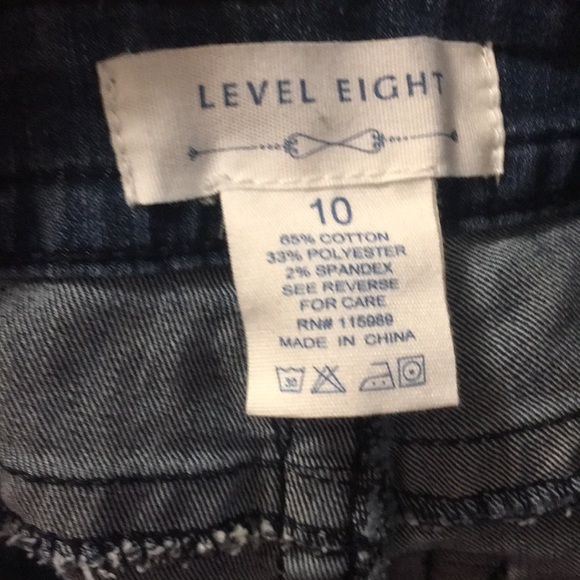 LEVEL EIGHT
10
65% COTTON
33% POLYESTER
2% SPANDEX
SEE REVERSE
FOR CARE
RN# 115989
MADE IN CHINA
30